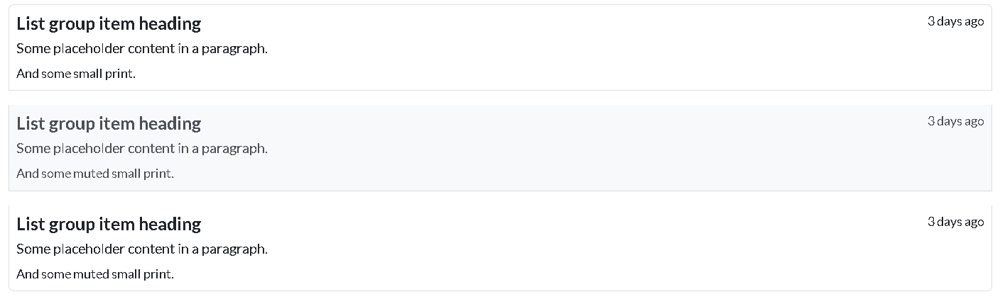 List group item heading
3 days ago
Some placeholder content in a paragraph.
And some small print.
List group item heading
3 days ago
Some placeholder content in a paragraph.
And some muted small print.
List group item heading
3 days ago
Some placeholder content in a paragraph.
And some muted small print.